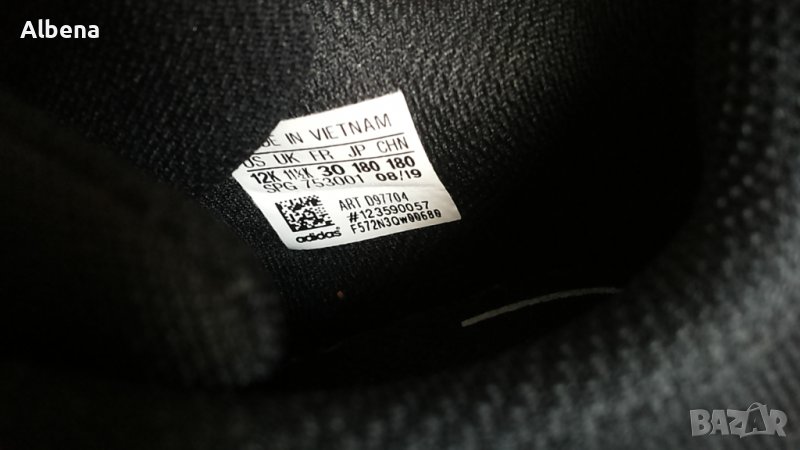 Albena
IN VIETNAM
US UK FR JP CHN
12K 11½K 30 180 180
SPG 753001 08/19
ART D97704
#123590057
F572N3Qw00680
adidas
BAZAR